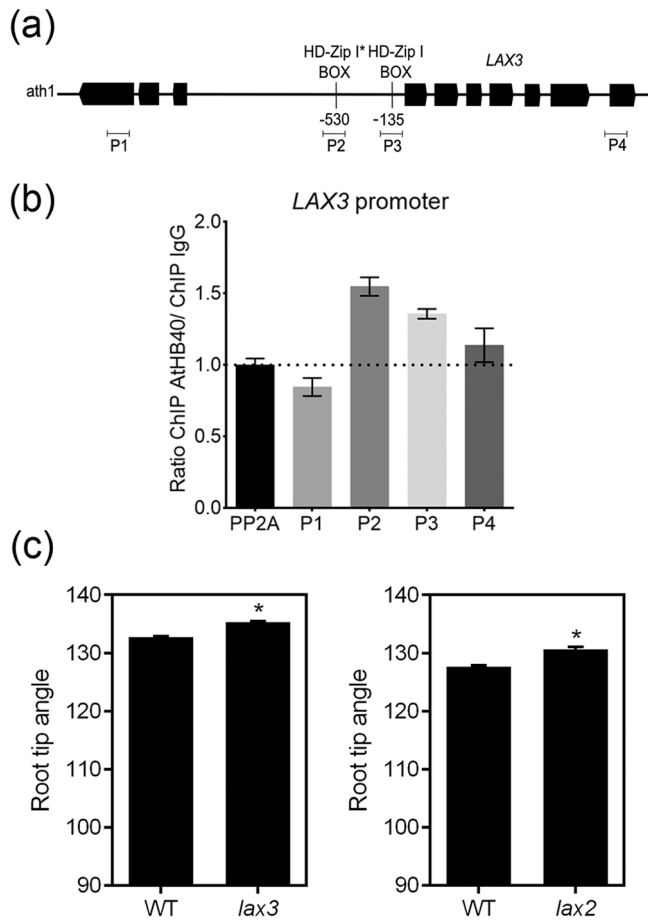 (a)
HD-Zip I* HD-Zip I
BOX BOX
LAX3
ath1
-530 -135
P1 P2 P3 P4
(b)
LAX3 promoter
Ratio ChIP AtHB40/ ChIP IgG
2.0
1.5
1.0
0.5
0.0
PP2A P1 P2 P3 P4
(c)
Root tip angle
140
130
120
110
100
90
WT lax3
*
Root tip angle
140
130
120
110
100
90
WT lax2
*